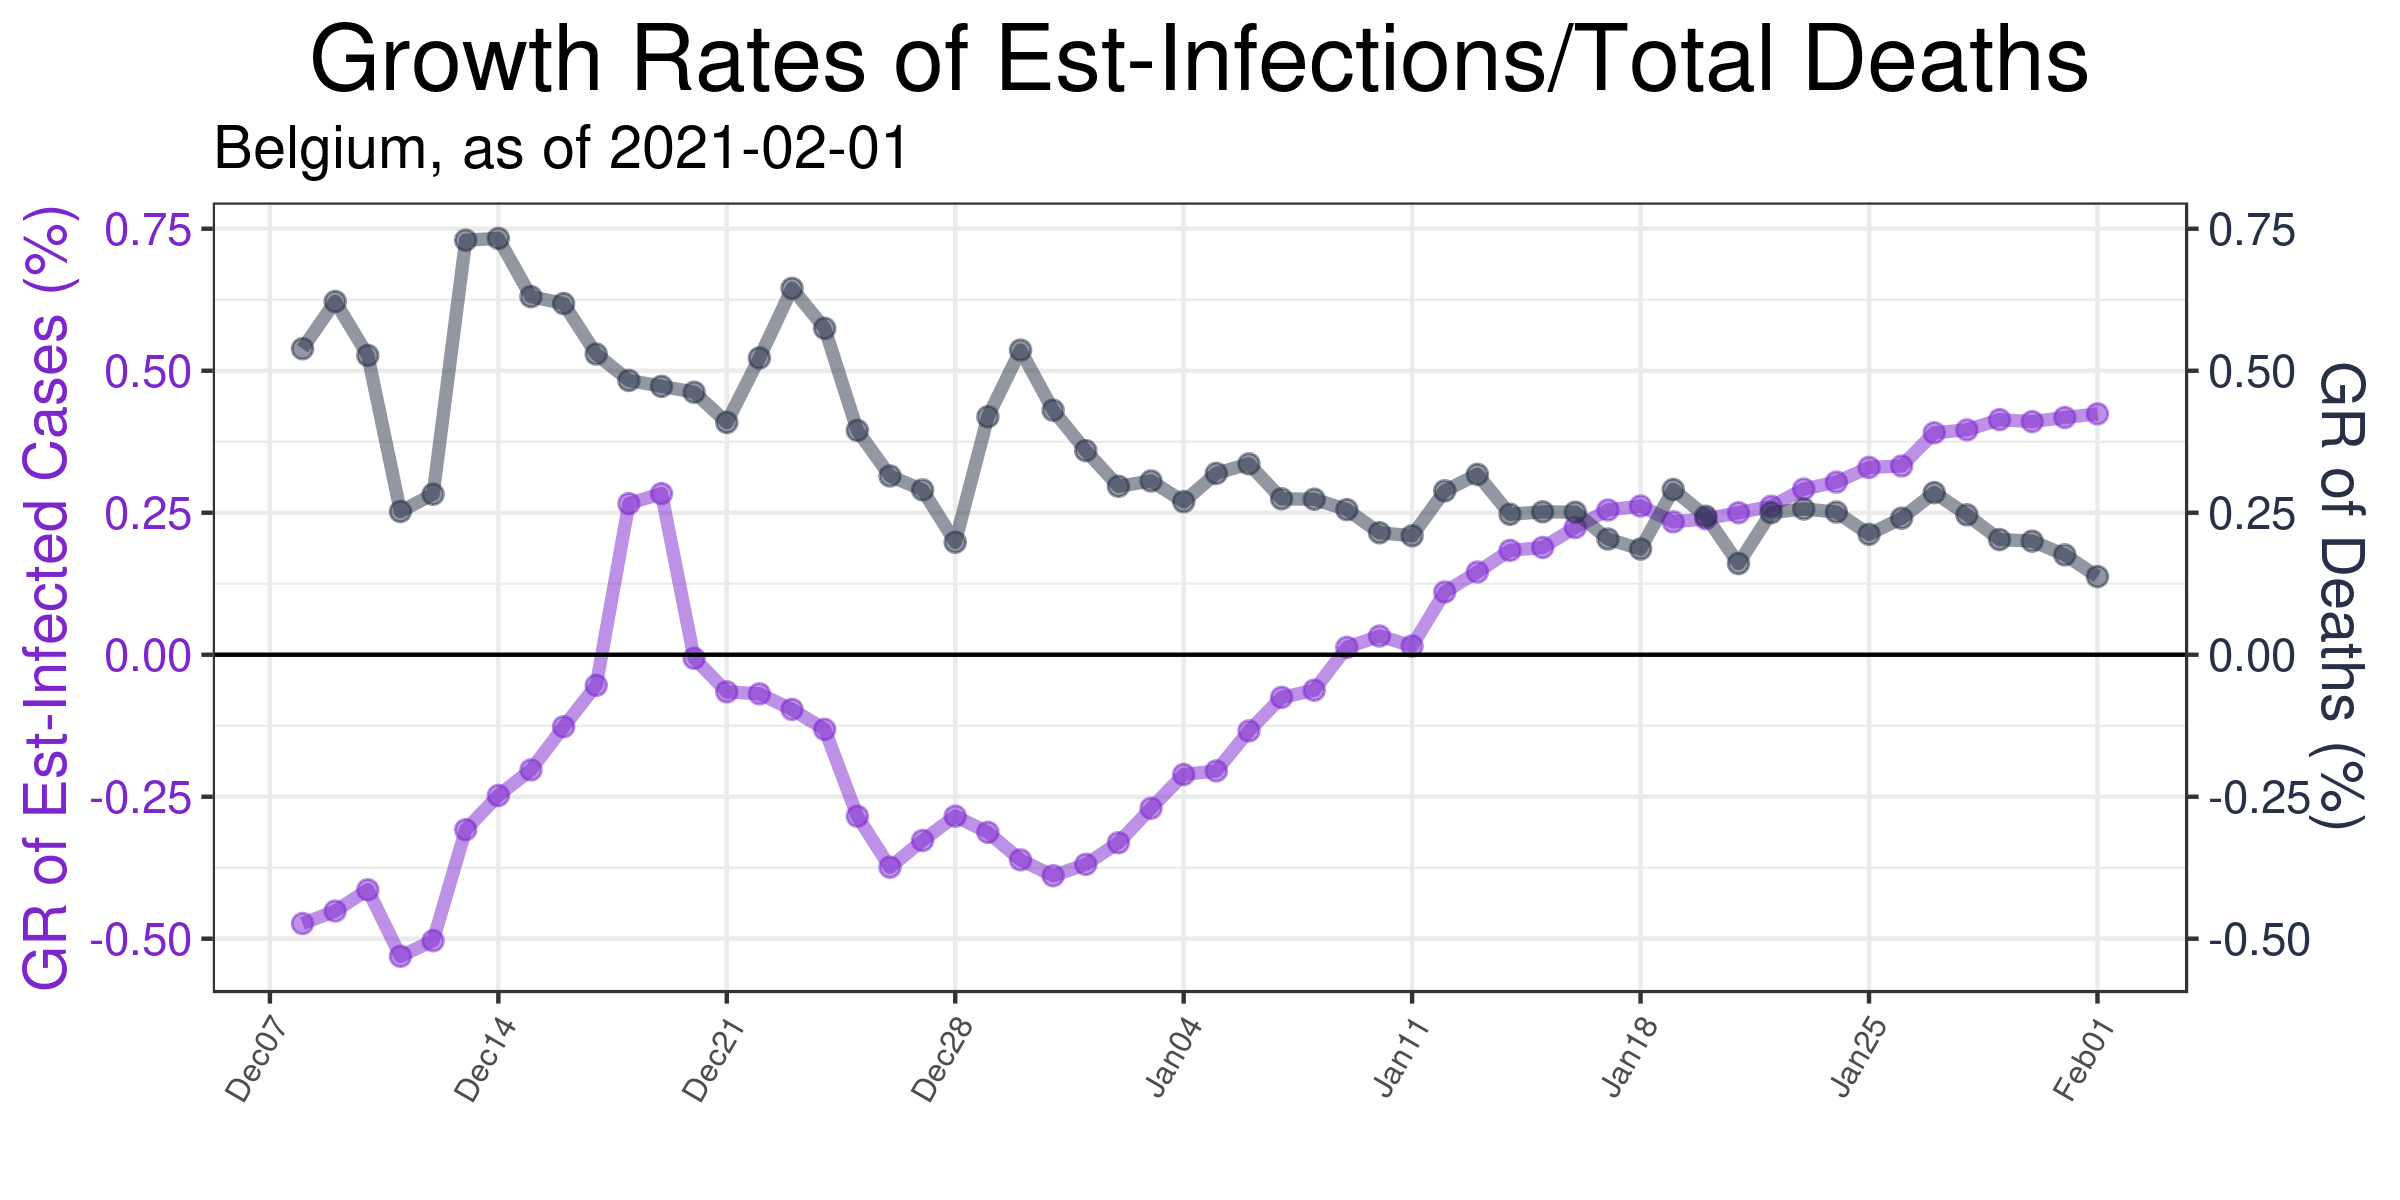 Growth Rates of Est-Infections/Total Deaths
Belgium, as of 2021-02-01
GR of Est-Infected Cases (%)
0.75
0.50
0.25
0.00
-0.25
-0.50
0.75
0.50
0.25
0.00
-0.25
-0.50
GR of Deaths (%)
Dec07
Dec14
Dec21
Dec28
Jan04
Jan11
Jan18
Jan25
Feb01